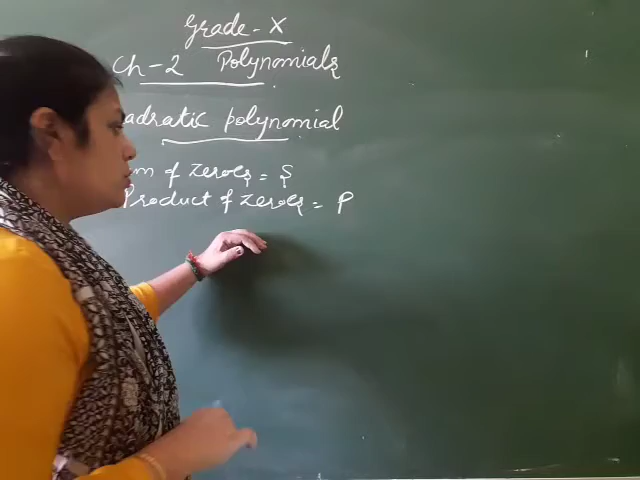 Grade - X
Ch - 2 Polynomials
adratic polynomial
m of zeroes = S
Product of zeroes = P